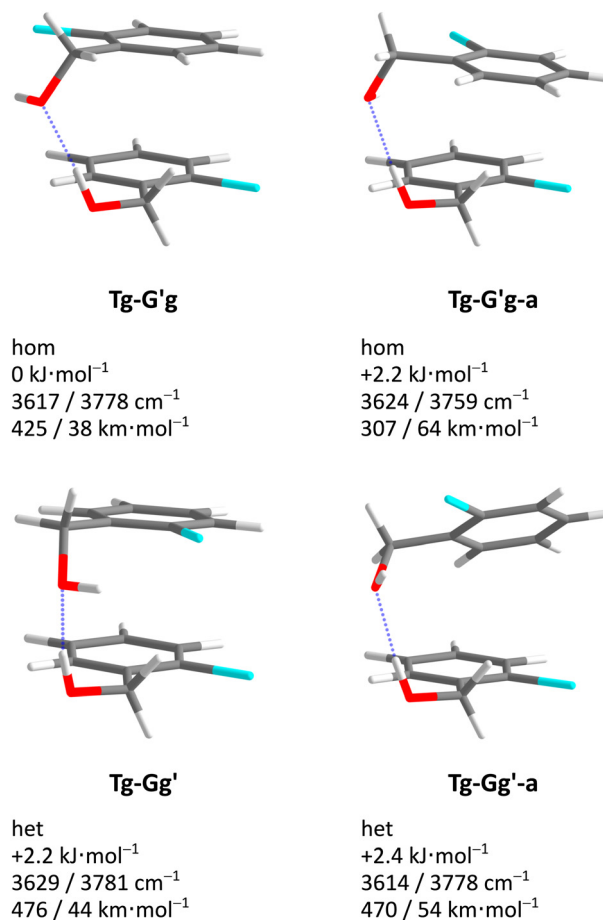 Tg-G'g
hom
0 kJ·mol⁻¹
3617 / 3778 cm⁻¹
425 / 38 km·mol⁻¹
Tg-G'g-a
hom
+2.2 kJ·mol⁻¹
3624 / 3759 cm⁻¹
307 / 64 km·mol⁻¹
Tg-Gg'
het
+2.2 kJ·mol⁻¹
3629 / 3781 cm⁻¹
476 / 44 km·mol⁻¹
Tg-Gg'-a
het
+2.4 kJ·mol⁻¹
3614 / 3778 cm⁻¹
470 / 54 km·mol⁻¹